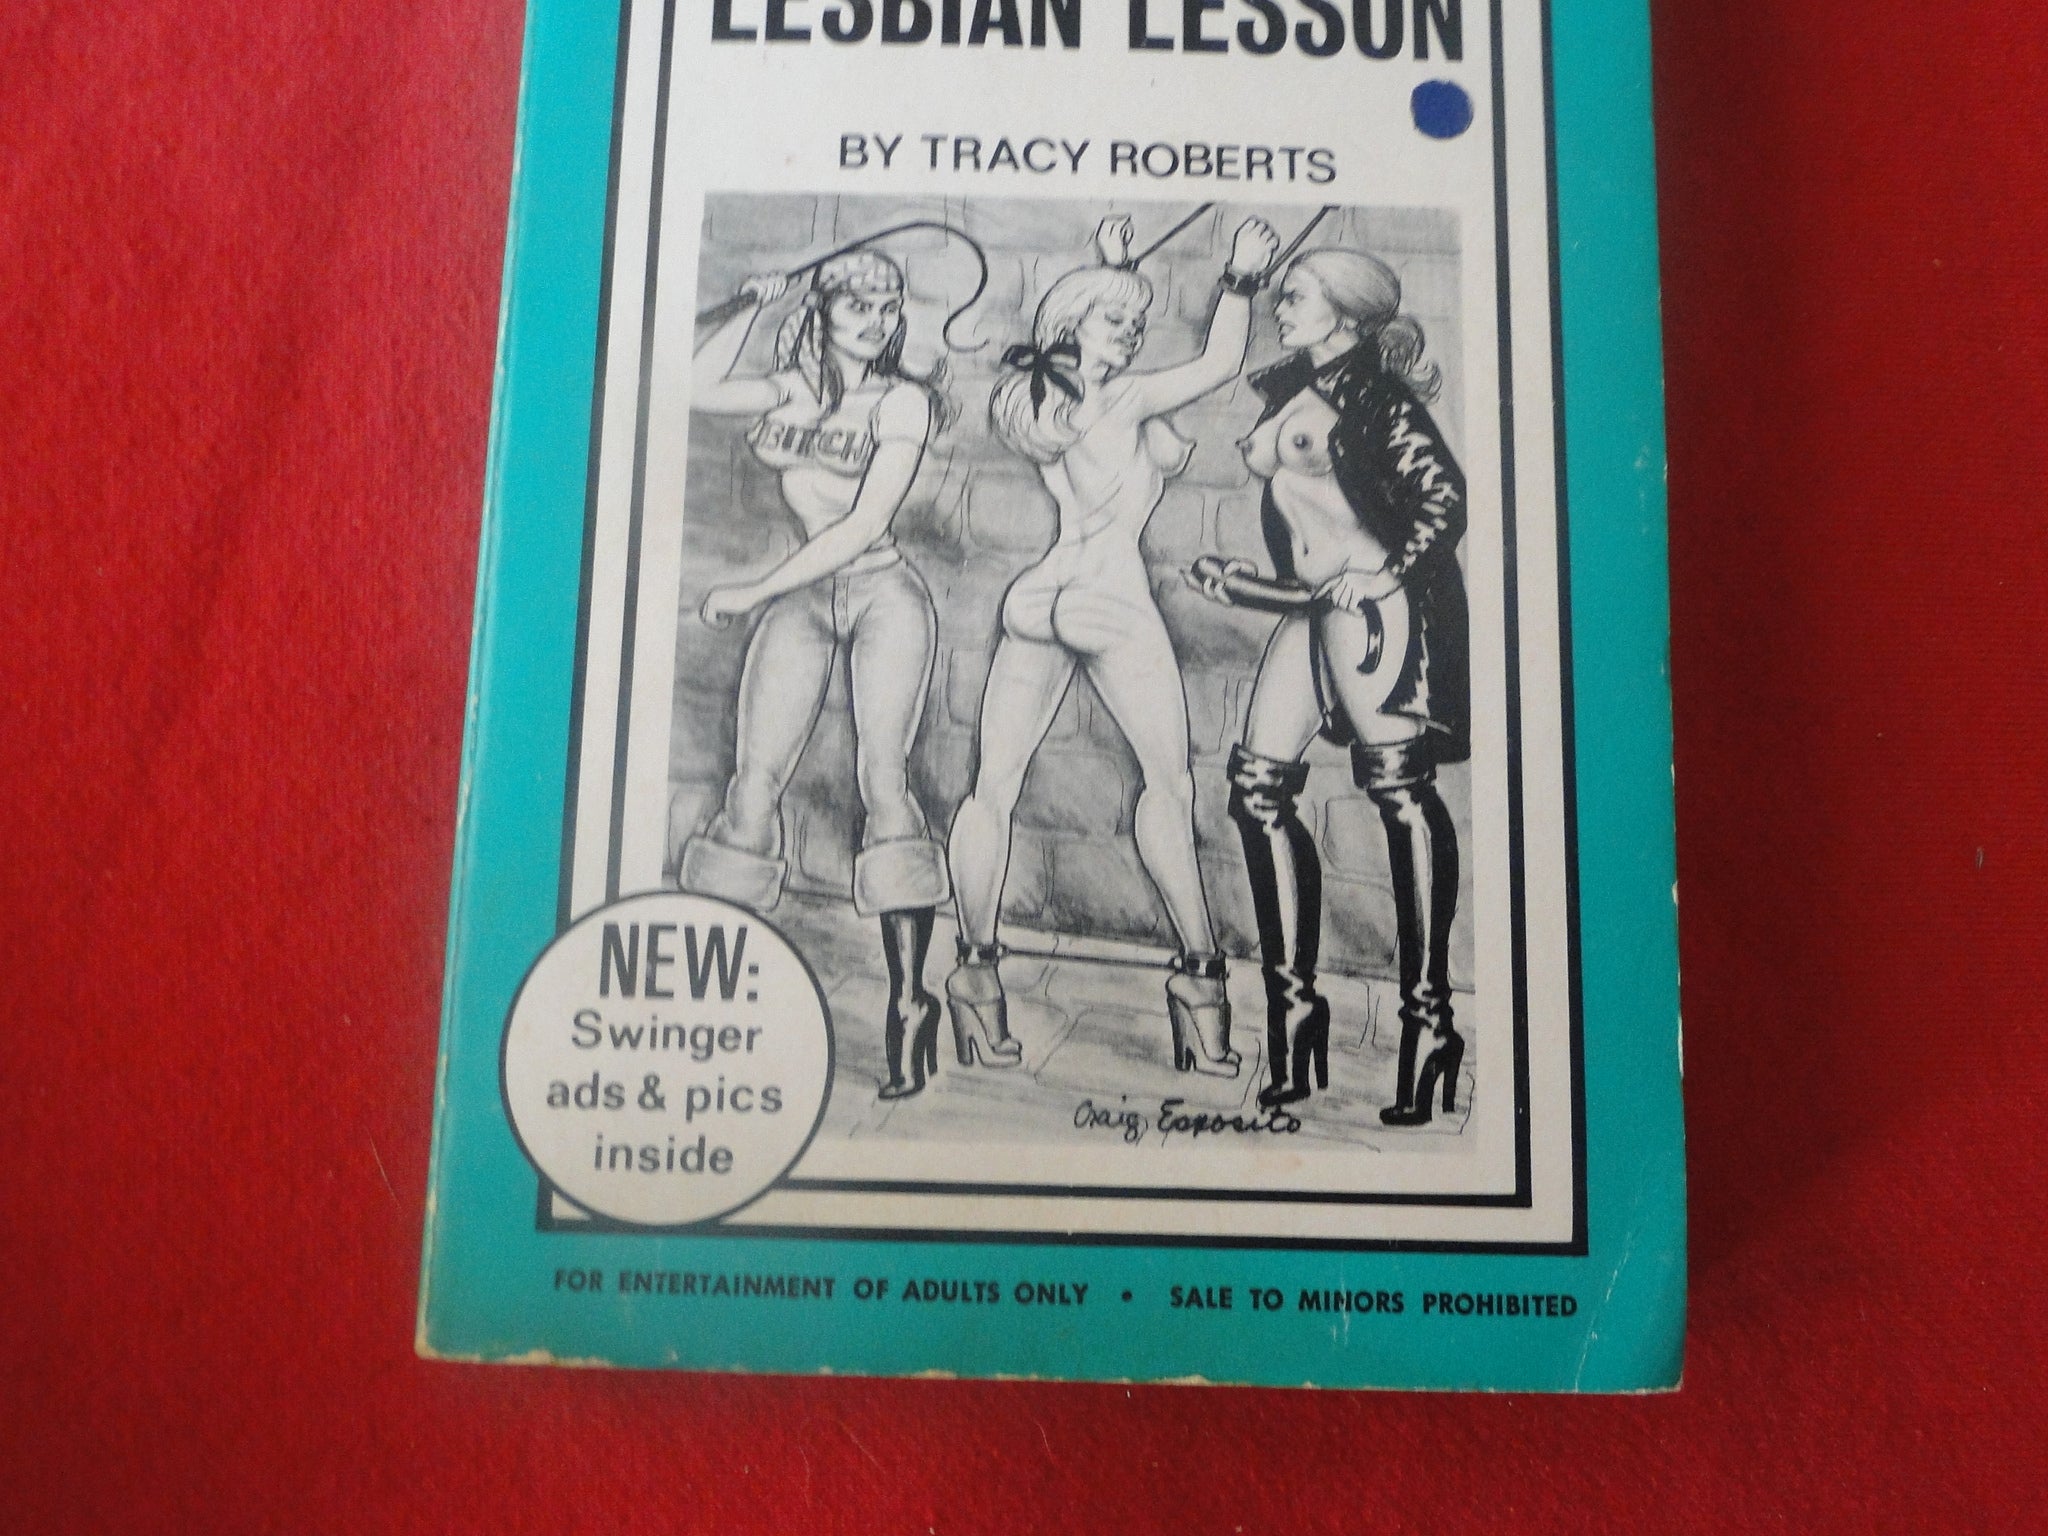 LESBIAN LESSON
BY TRACY ROBERTS
BITCH
NEW:
Swinger
ads & pics
inside
Craig Esposito
FOR ENTERTAINMENT OF ADULTS ONLY • SALE TO MINORS PROHIBITED